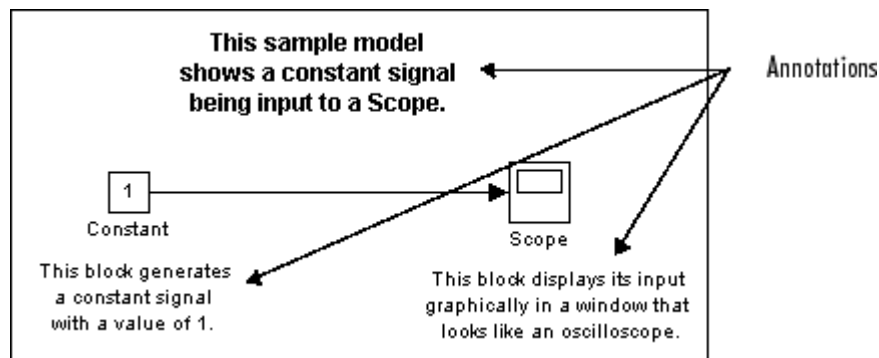 This sample model
shows a constant signal
being input to a Scope.
Annotations
1
Constant
Scope
This block generates
a constant signal
with a value of 1.
This block displays its input
graphically in a window that
looks like an oscilloscope.